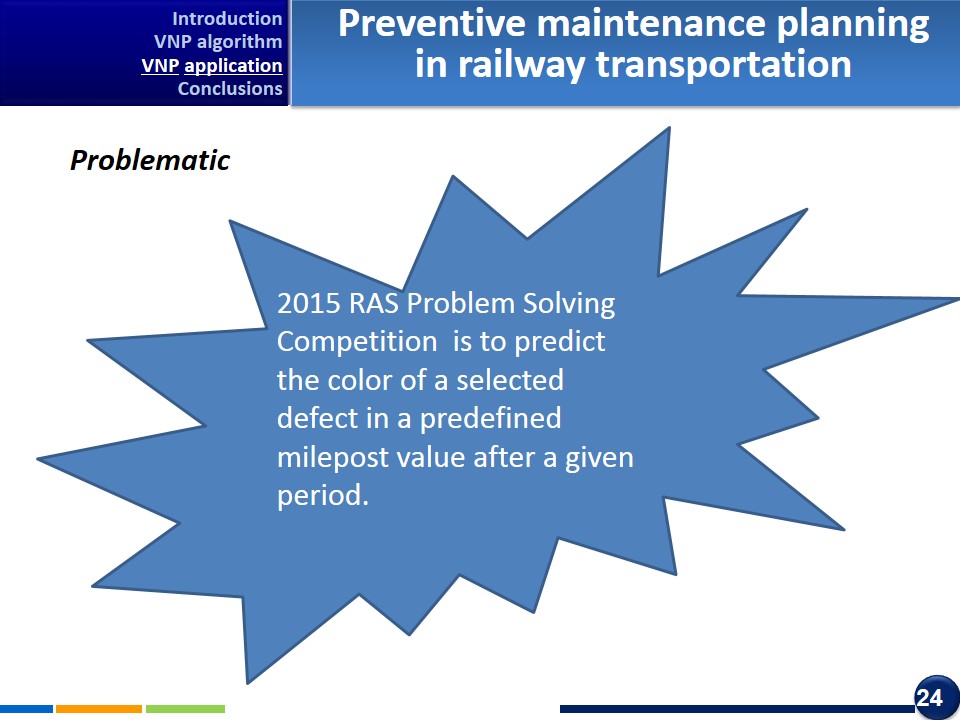 Introduction
VNP algorithm
VNP application
Conclusions
Preventive maintenance planning
in railway transportation
Problematic
2015 RAS Problem Solving
Competition  is to predict
the color of a selected
defect in a predefined
milepost value after a given
period.
24